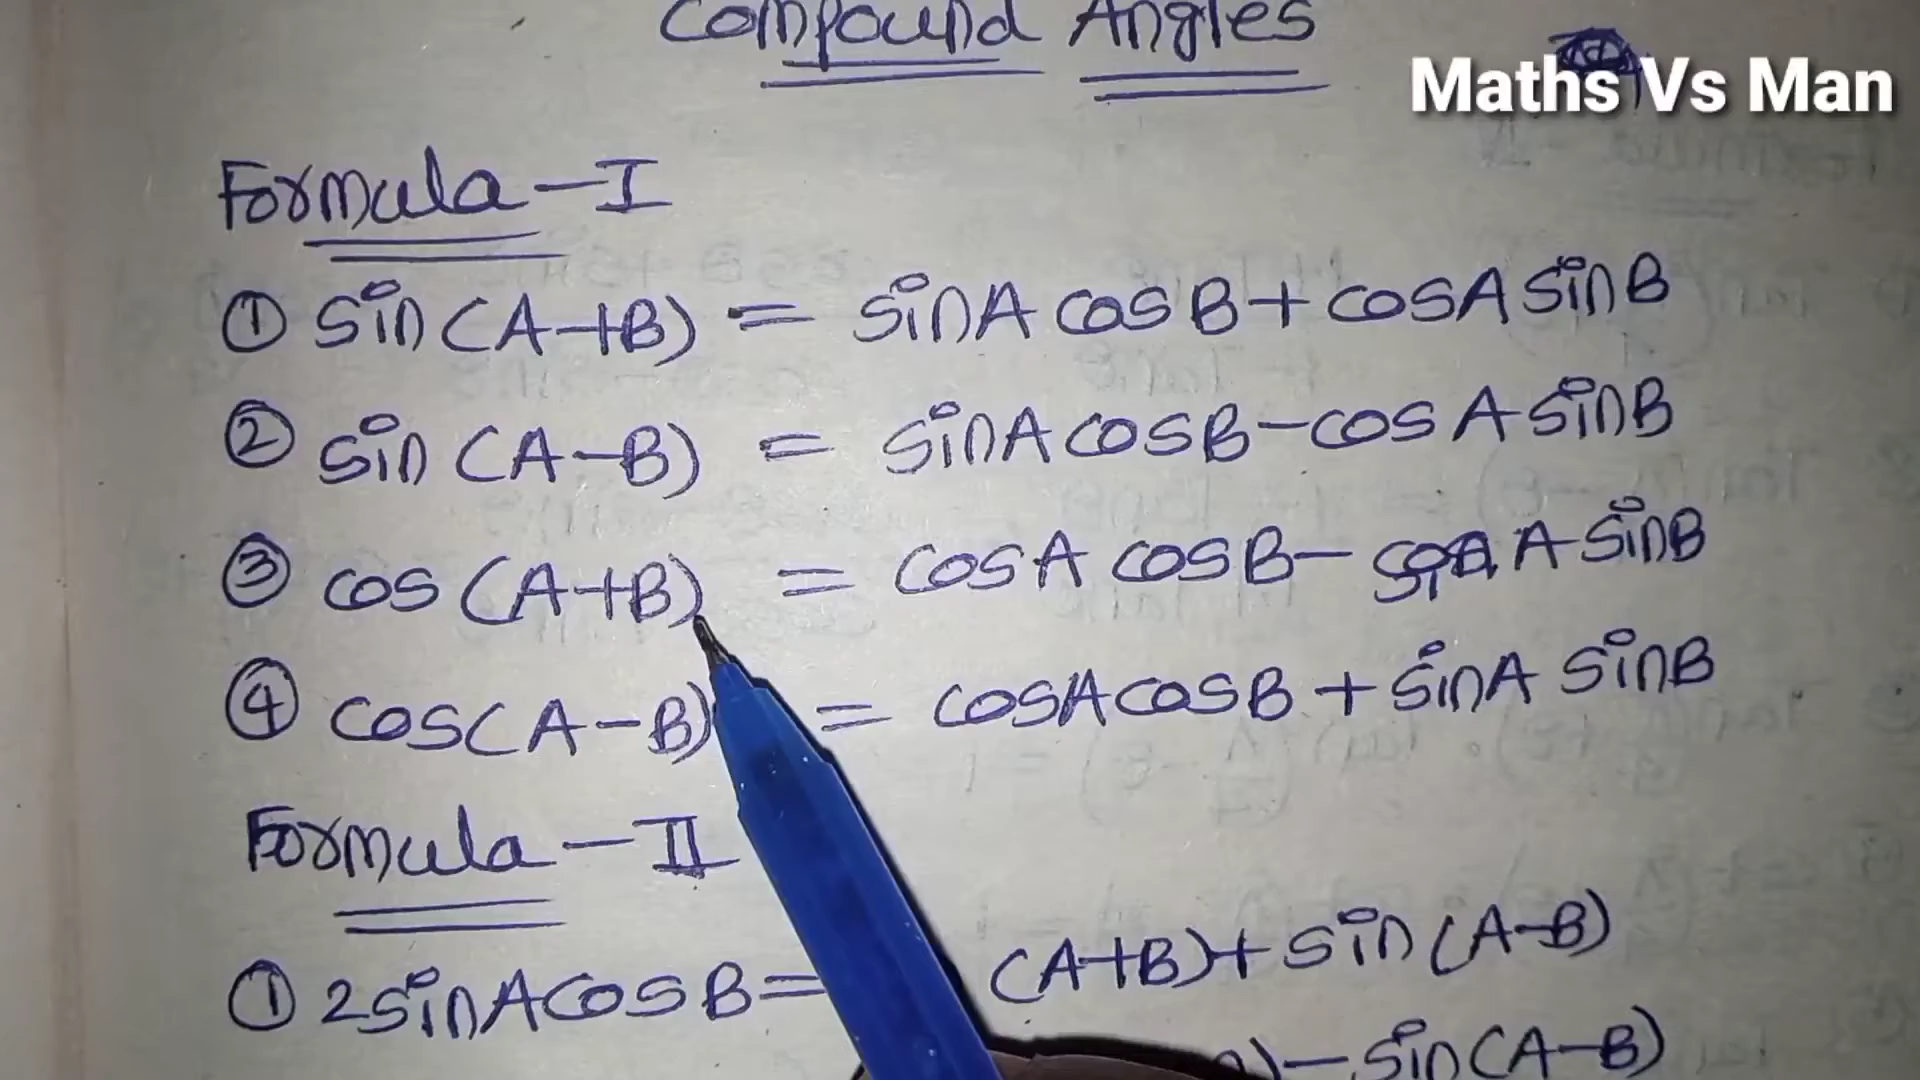 Compound Angles
Maths Vs Man
Formula - I
① sin(A+B) = sinA cosB + cosA sinB
② sin(A-B) = sinA cosB - cosA sinB
③ cos(A+B) = cosA cosB - sinA sinB
④ cos(A-B) = cosA cosB + sinA sinB
Formula - II
① 2sinA cosB = (A+B) + sin(A-B)
) - sin(A-B)